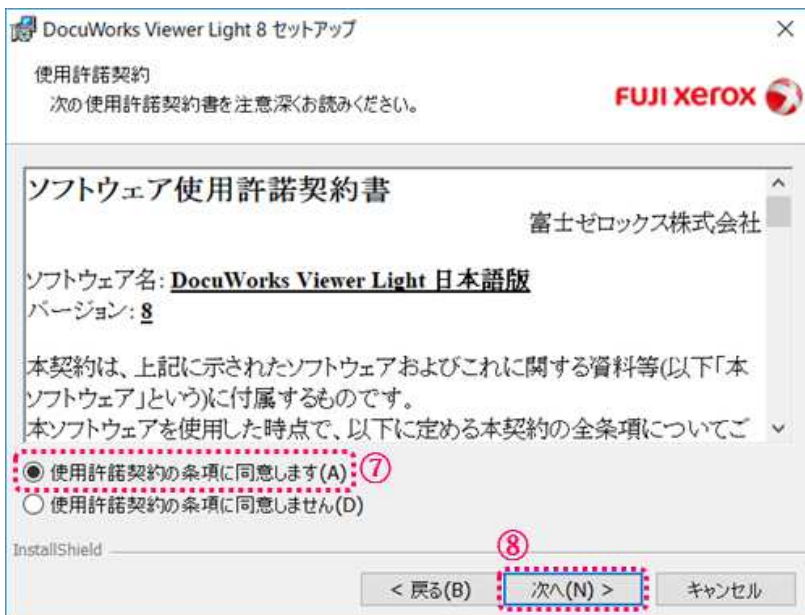 DocuWorks Viewer Light 8 セットアップ
使用許諾契約
次の使用許諾契約書を注意深くお読みください。
FUJI xerox
ソフトウェア使用許諾契約書
富士ゼロックス株式会社
ソフトウェア名: DocuWorks Viewer Light 日本語版
バージョン: 8
本契約は、上記に示されたソフトウェアおよびこれに関する資料等(以下「本
ソフトウェア」という)に付属するものです。
本ソフトウェアを使用した時点で、以下に定める本契約の全条項についてご
使用許諾契約の条項に同意します(A) ⑦
使用許諾契約の条項に同意しません(D)
InstallShield
⑧
< 戻る(B) 次へ(N) > キャンセル